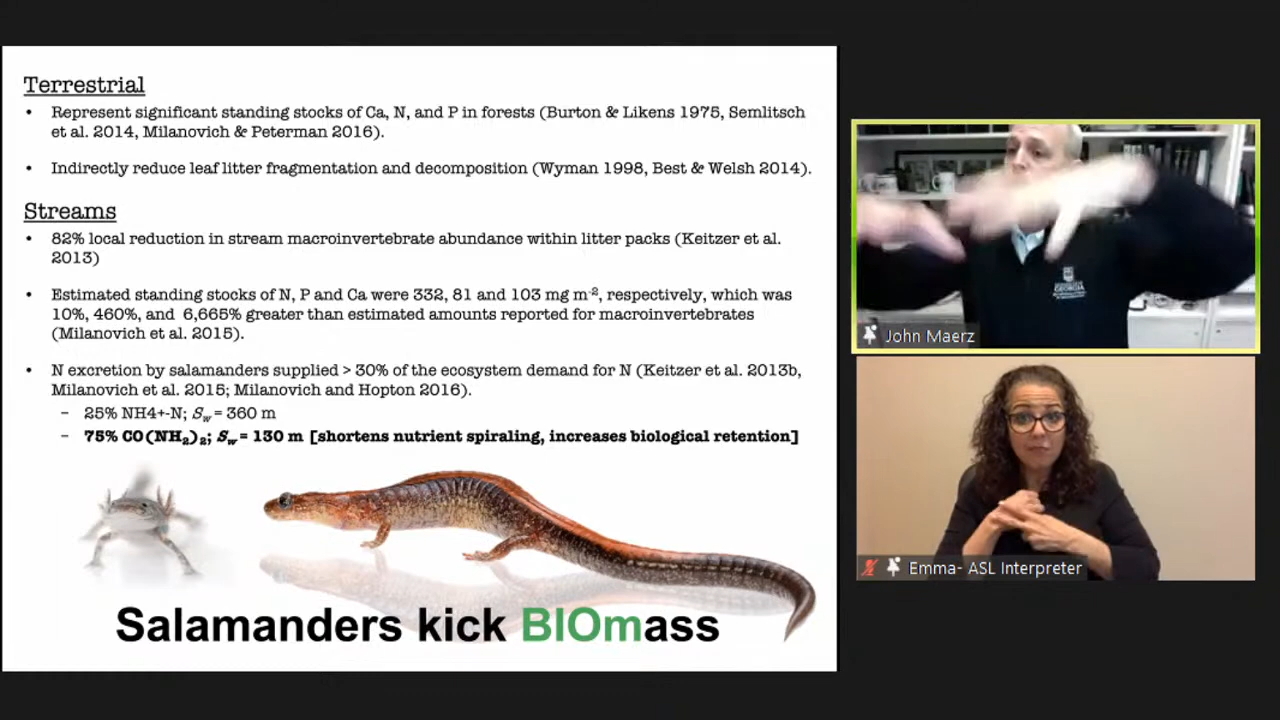 Terrestrial
• Represent significant standing stocks of Ca, N, and P in forests (Burton & Likens 1975, Semlitsch
et al. 2014, Milanovich & Peterman 2016).
• Indirectly reduce leaf litter fragmentation and decomposition (Wyman 1998, Best & Welsh 2014).
Streams
• 82% local reduction in stream macroinvertebrate abundance within litter packs (Keitzer et al.
2013)
• Estimated standing stocks of N, P and Ca were 332, 81 and 103 mg m⁻², respectively, which was
10%, 460%, and 6,665% greater than estimated amounts reported for macroinvertebrates
(Milanovich et al. 2015).
• N excretion by salamanders supplied > 30% of the ecosystem demand for N (Keitzer et al. 2013b,
Milanovich et al. 2015; Milanovich and Hopton 2016).
– 25% NH4+-N; Sw = 360 m
– 75% CO(NH₂)₂; Sw = 130 m [shortens nutrient spiraling, increases biological retention]
Salamanders kick BIOmass
GEORGIA
John Maerz
Emma- ASL Interpreter